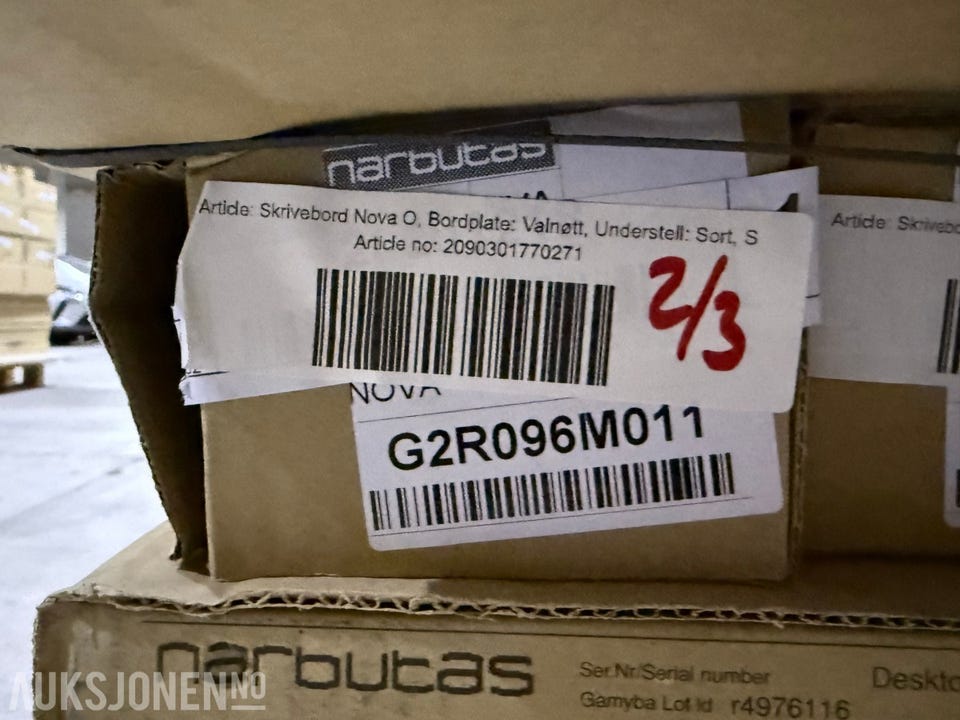 narbutas
Article: Skrivebord Nova O, Bordplate: Valnøtt, Understell: Sort, S
Article no: 2090301770271
2/3
Article: Skrivebo
NOVA
G2R096M011
narbutas
Ser.Nr/Serial number
Deskto
Gamyba Lot Id r4976116
AUKSJONEN.NO